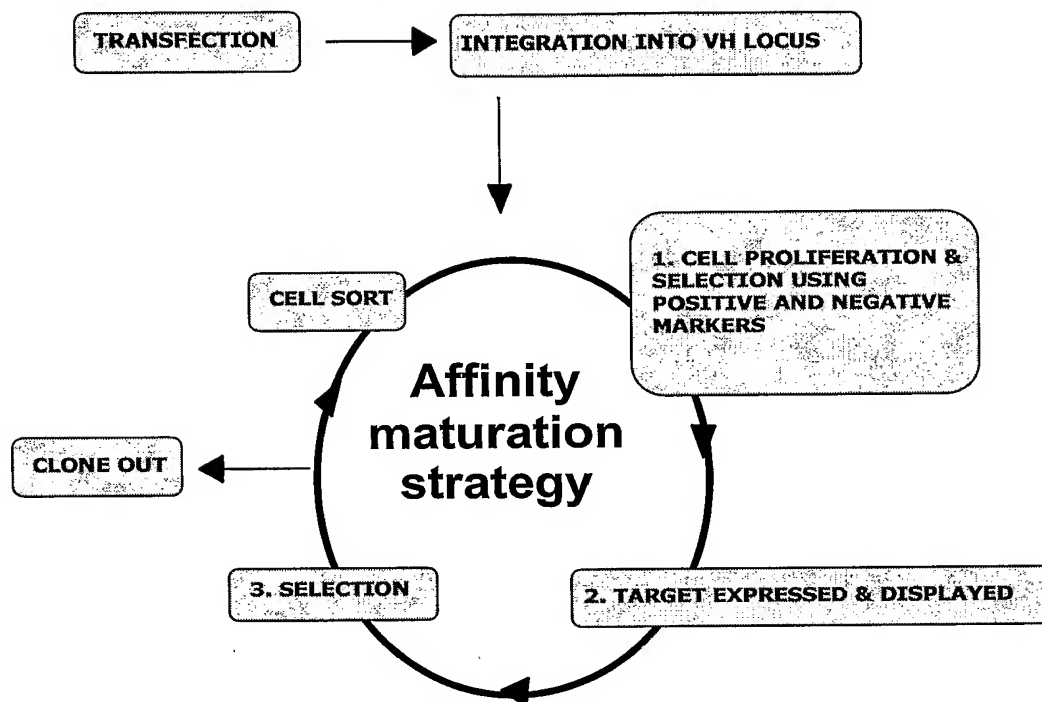 TRANSFECTION
INTEGRATION INTO VH LOCUS
1. CELL PROLIFERATION &
SELECTION USING
POSITIVE AND NEGATIVE
MARKERS
CELL SORT
Affinity
maturation
strategy
CLONE OUT
3. SELECTION
2. TARGET EXPRESSED & DISPLAYED